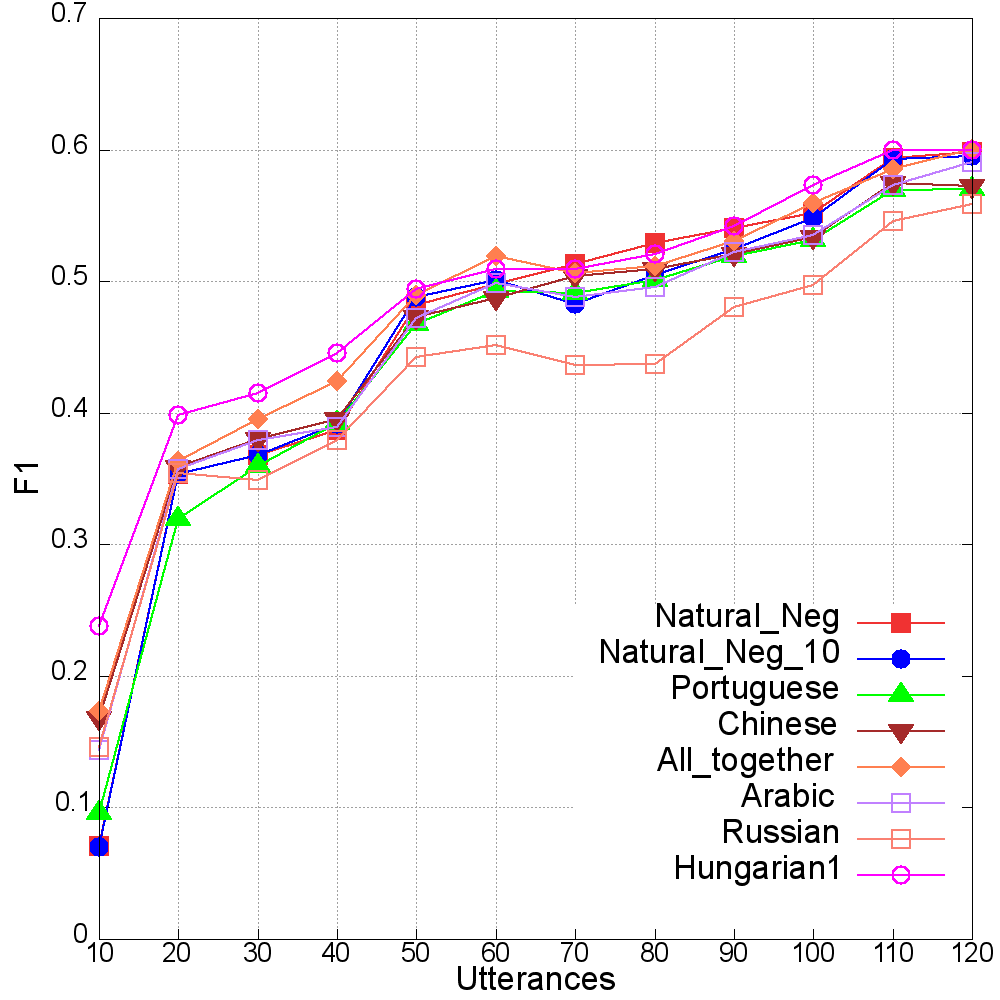 0.7
0.6
0.5
0.4
0.3
0.2
0.1
0
F1
Natural_Neg
Natural_Neg_10
Portuguese
Chinese
All_together
Arabic
Russian
Hungarian1
10 20 30 40 50 60 70 80 90 100 110 120
Utterances